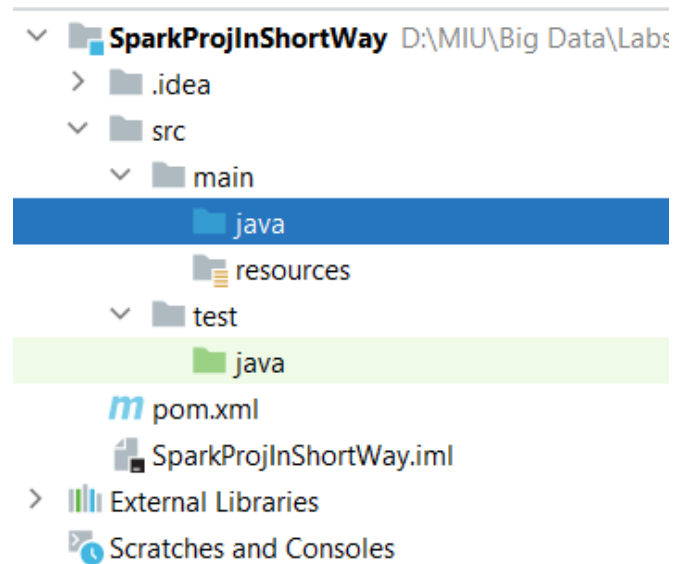 SparkProjInShortWay D:\MIU\Big Data\Labs
.idea
src
main
java
resources
test
java
pom.xml
SparkProjInShortWay.iml
External Libraries
Scratches and Consoles